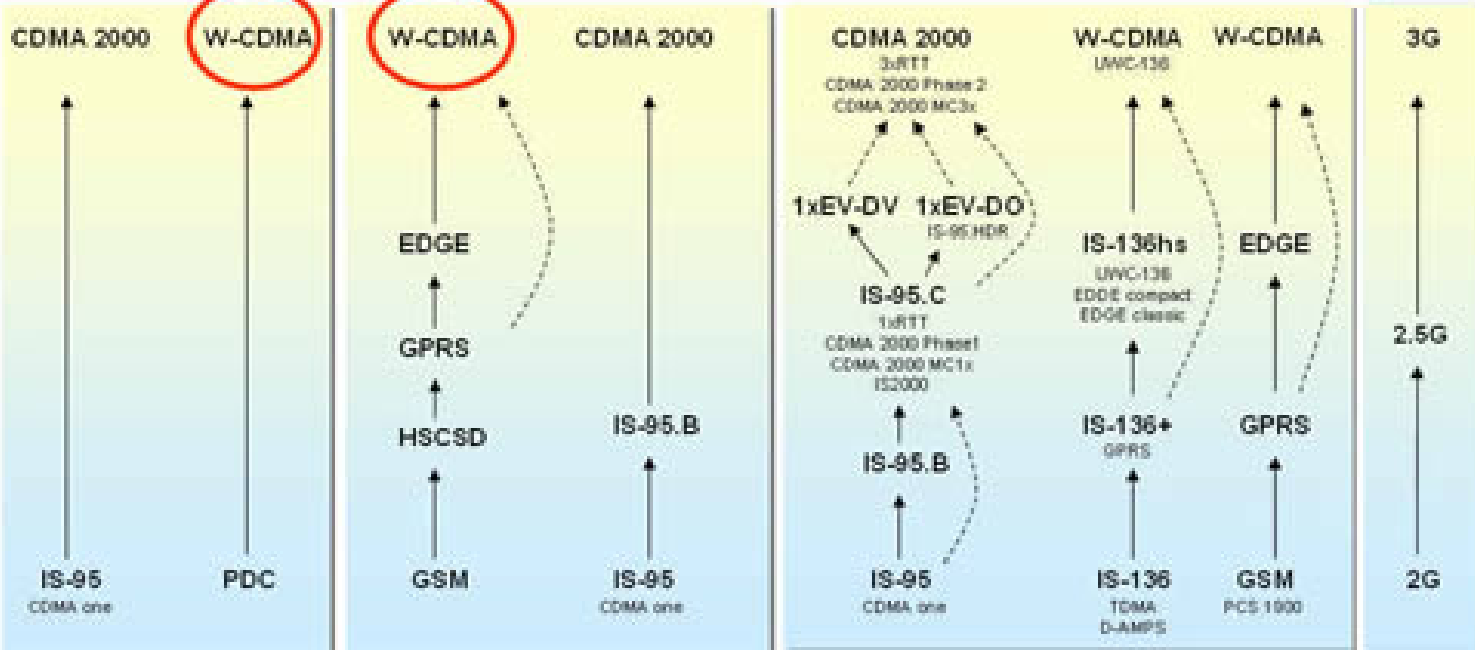 CDMA 2000
W-CDMA
IS-95
CDMA one
PDC
W-CDMA
CDMA 2000
EDGE
GPRS
HSCSD
IS-95.B
GSM
IS-95
CDMA one
CDMA 2000
3xRTT
CDMA 2000 Phase 2
CDMA 2000 MC3x
1xEV-DV
1xEV-DO
IS-95.HDR
IS-95.C
1xRTT
CDMA 2000 Phase1
CDMA 2000 MC1x
IS2000
IS-95.B
IS-95
CDMA one
W-CDMA
UWC-136
IS-136hs
UWC-136
EDDE compact
EDGE classic
IS-136+
GPRS
IS-136
TDMA
D-AMPS
W-CDMA
EDGE
GPRS
GSM
PCS 1900
3G
2.5G
2G